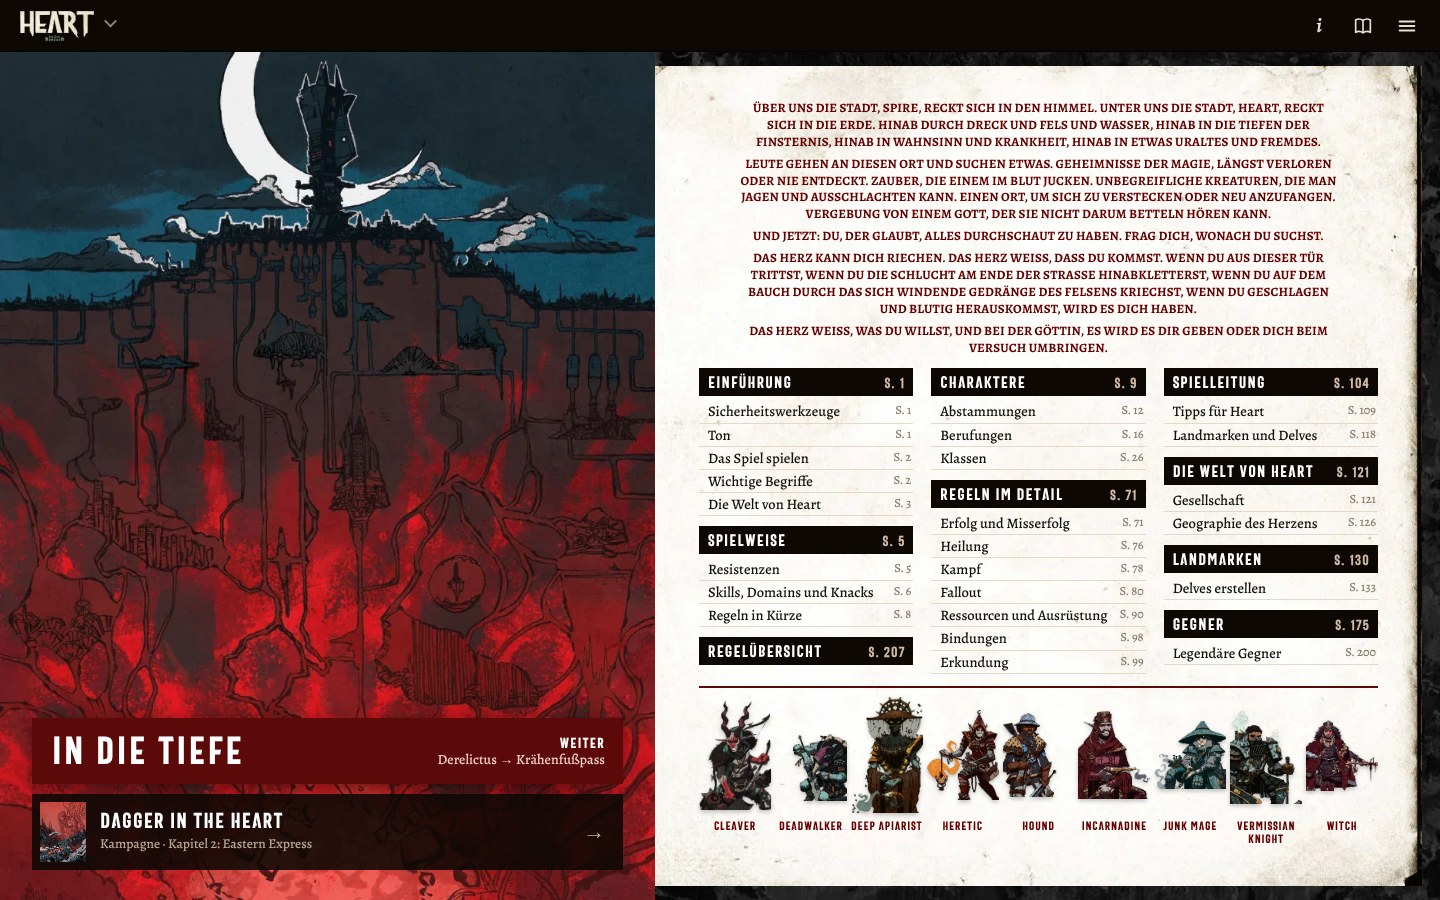 HEART
i
ÜBER UNS DIE STADT, SPIRE, RECKT SICH IN DEN HIMMEL. UNTER UNS DIE STADT, HEART, RECKT
SICH IN DIE ERDE. HINAB DURCH DRECK UND FELS UND WASSER, HINAB IN DIE TIEFEN DER
FINSTERNIS, HINAB IN WAHNSINN UND KRANKHEIT, HINAB IN ETWAS URALTES UND FREMDES.
LEUTE GEHEN AN DIESEN ORT UND SUCHEN ETWAS. GEHEIMNISSE DER MAGIE, LÄNGST VERLOREN
ODER NIE ENTDECKT. ZAUBER, DIE EINEM IM BLUT JUCKEN. UNBEGREIFLICHE KREATUREN, DIE MAN
JAGEN UND AUSSCHLACHTEN KANN. EINEN ORT, UM SICH ZU VERSTECKEN ODER NEU ANZUFANGEN.
VERGEBUNG VON EINEM GOTT, DER SIE NICHT DARUM BETTELN HÖREN KANN.
UND JETZT: DU, DER GLAUBT, ALLES DURCHSCHAUT ZU HABEN. FRAG DICH, WONACH DU SUCHST.
DAS HERZ KANN DICH RIECHEN. DAS HERZ WEISS, DASS DU KOMMST. WENN DU AUS DIESER TÜR
TRITTST, WENN DU DIE SCHLUCHT AM ENDE DER STRASSE HINABKLETTERST, WENN DU AUF DEM
BAUCH DURCH DAS SICH WINDENDE GEDRÄNGE DES FELSENS KRIECHST, WENN DU GESCHLAGEN
UND BLUTIG HERAUSKOMMST, WIRD ES DICH HABEN.
DAS HERZ WEISS, WAS DU WILLST, UND BEI DER GÖTTIN, ES WIRD ES DIR GEBEN ODER DICH BEIM
VERSUCH UMBRINGEN.
EINFÜHRUNG S. 1
Sicherheitswerkzeuge S. 1
Ton S. 1
Das Spiel spielen S. 2
Wichtige Begriffe S. 2
Die Welt von Heart S. 3
SPIELWEISE S. 5
Resistenzen S. 5
Skills, Domains und Knacks S. 6
Regeln in Kürze S. 8
REGELÜBERSICHT S. 207
CHARAKTERE S. 9
Abstammungen S. 12
Berufungen S. 16
Klassen S. 26
REGELN IM DETAIL S. 71
Erfolg und Misserfolg S. 71
Heilung S. 76
Kampf S. 78
Fallout S. 80
Ressourcen und Ausrüstung S. 90
Bindungen S. 98
Erkundung S. 99
SPIELLEITUNG S. 104
Tipps für Heart S. 109
Landmarken und Delves S. 118
DIE WELT VON HEART S. 121
Gesellschaft S. 121
Geographie des Herzens S. 126
LANDMARKEN S. 130
Delves erstellen S. 133
GEGNER S. 175
Legendäre Gegner S. 200
IN DIE TIEFE
WEITER
Derelictus → Krähenfußpass
DAGGER IN THE HEART
Kampagne · Kapitel 2: Eastern Express
→
CLEAVER
DEADWALKER
DEEP APIARIST
HERETIC
HOUND
INCARNADINE
JUNK MAGE
VERMISSIAN
KNIGHT
WITCH